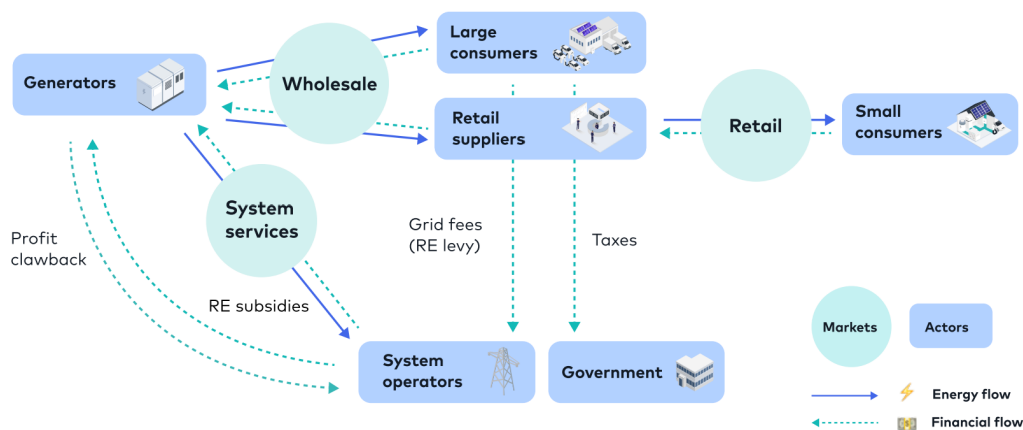 Generators
Wholesale
Large
consumers
Retail
suppliers
Retail
Small
consumers
System
services
Profit
clawback
RE subsidies
Grid fees
(RE levy)
Taxes
System
operators
Government
Markets
Actors
Energy flow
Financial flow